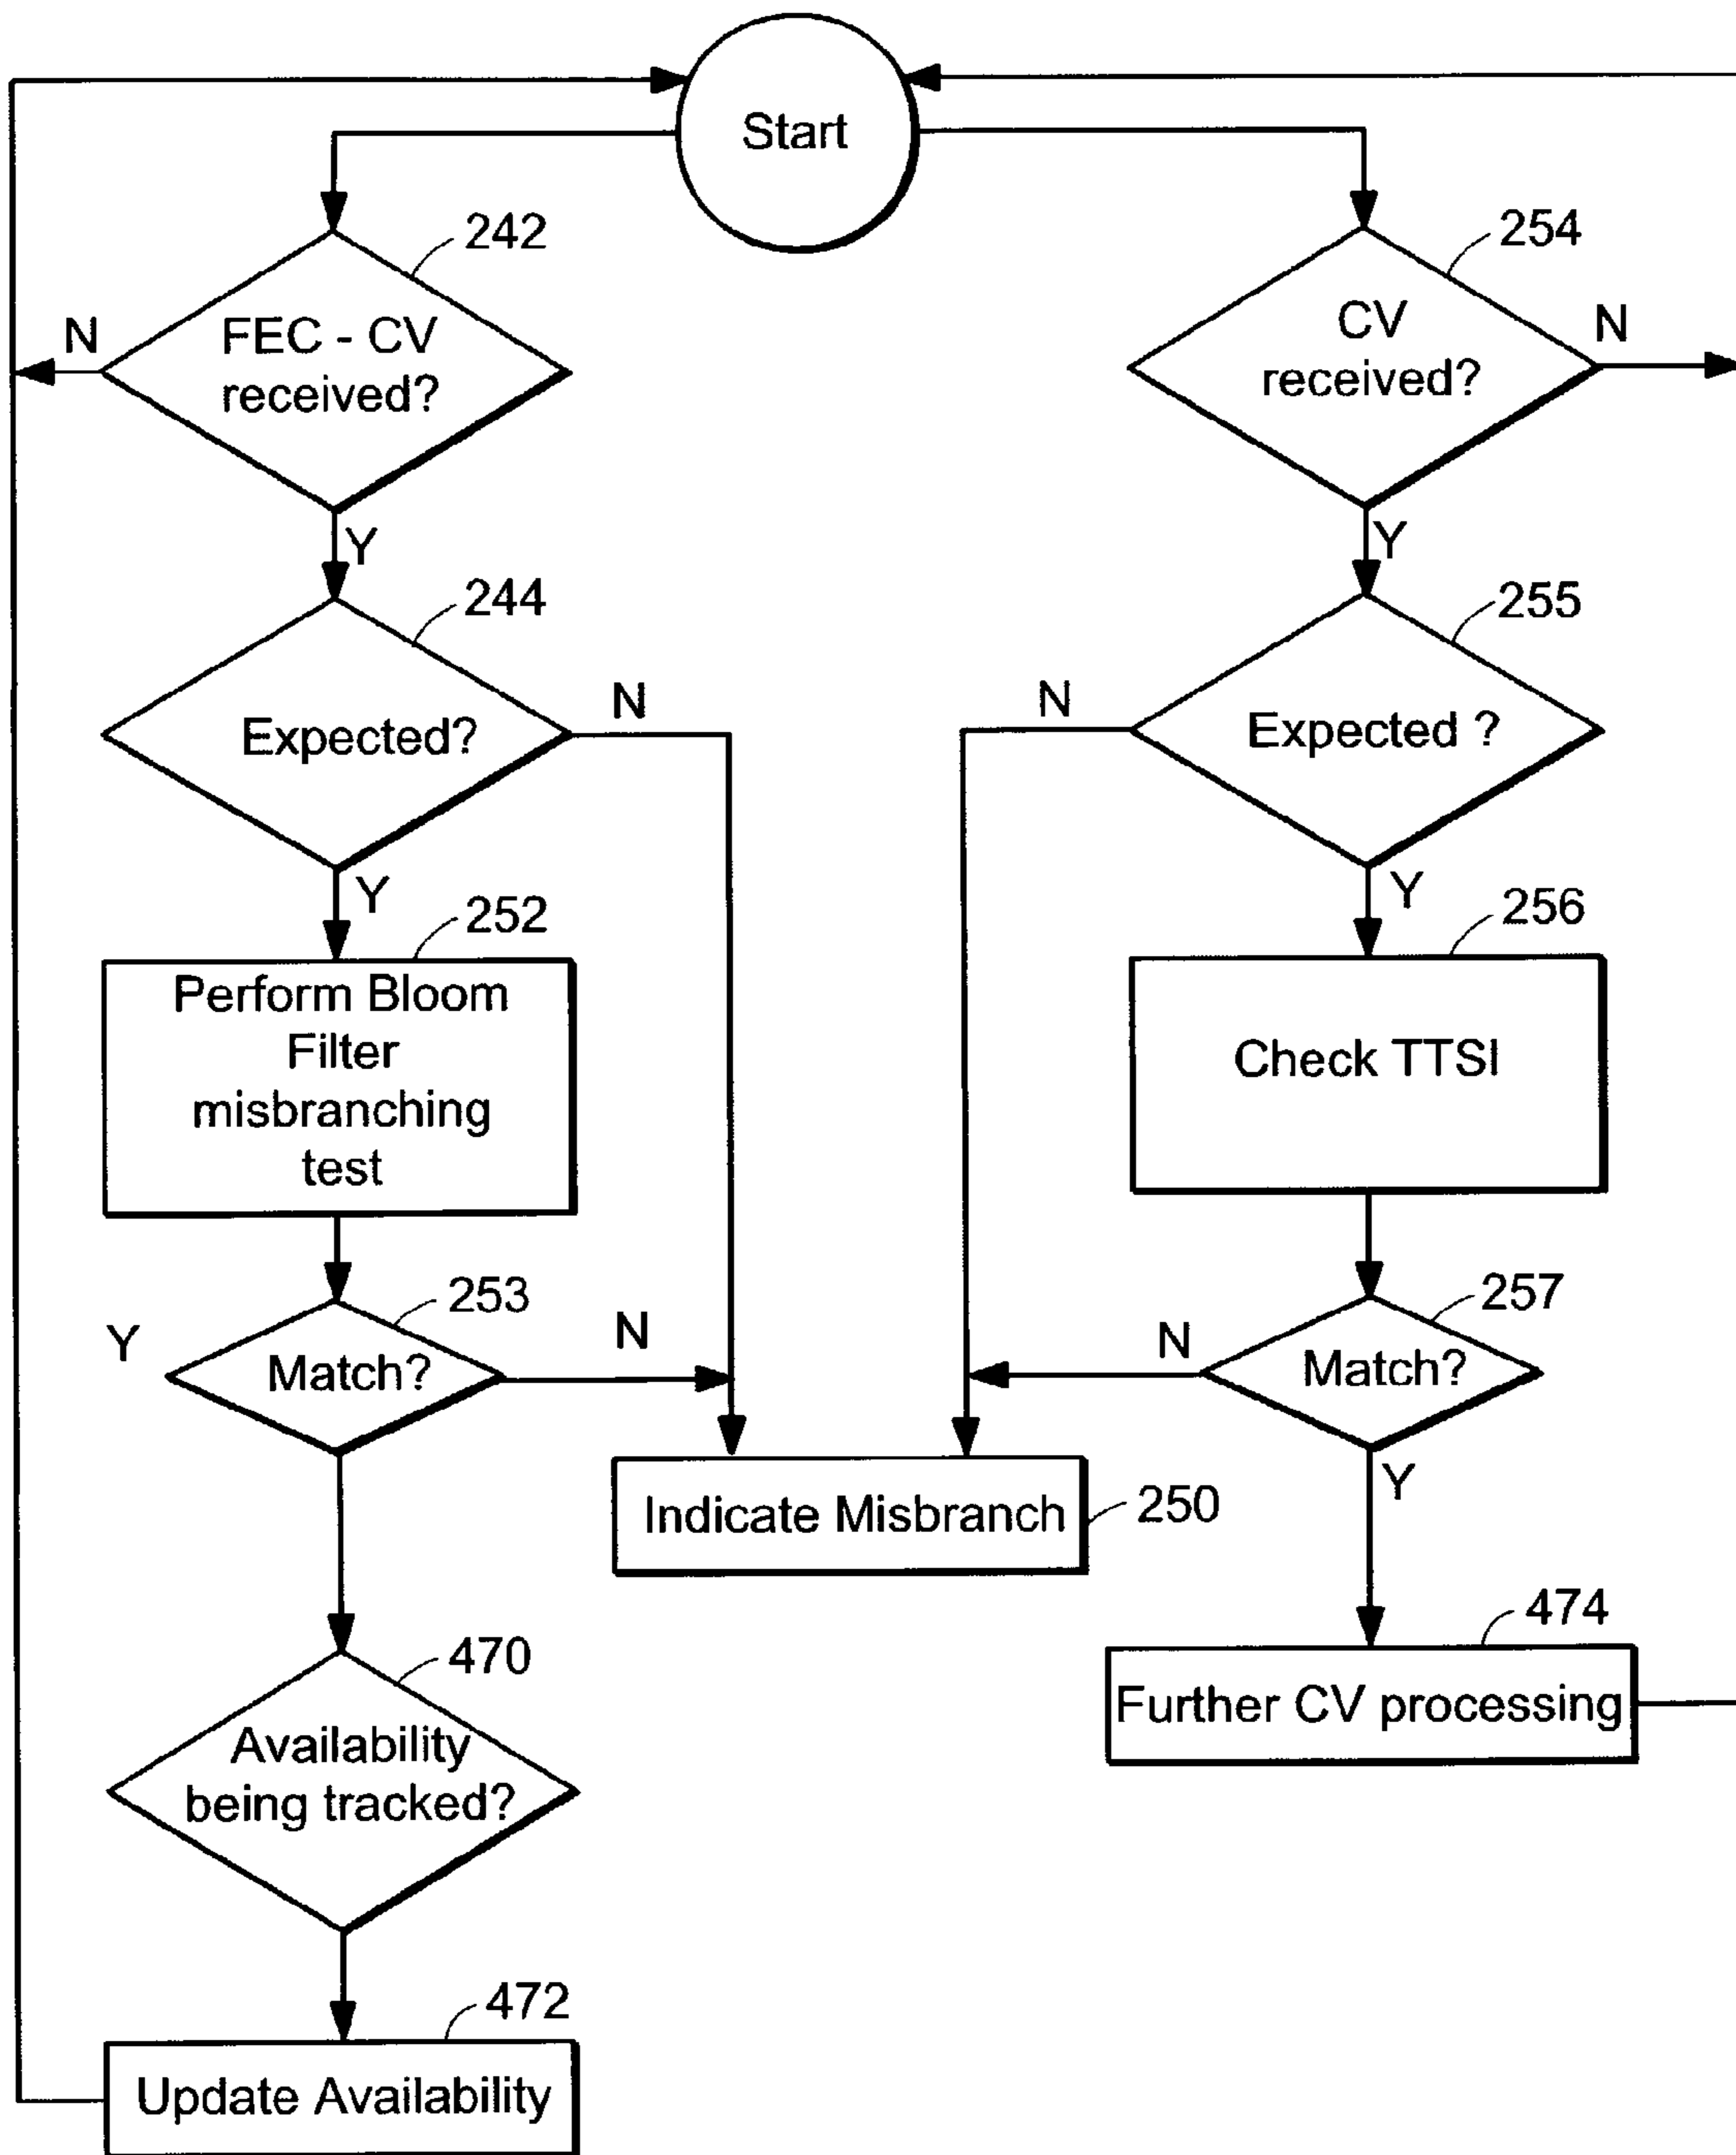 Start
242
FEC - CV
received?
N
Y
244
Expected?
N
Y
252
Perform Bloom
Filter
misbranching
test
253
Y
Match?
N
470
Availability
being tracked?
472
Update Availability
254
CV
received?
N
Y
255
Expected ?
N
Y
256
Check TTSI
257
N
Match?
Y
Indicate Misbranch
250
474
Further CV processing